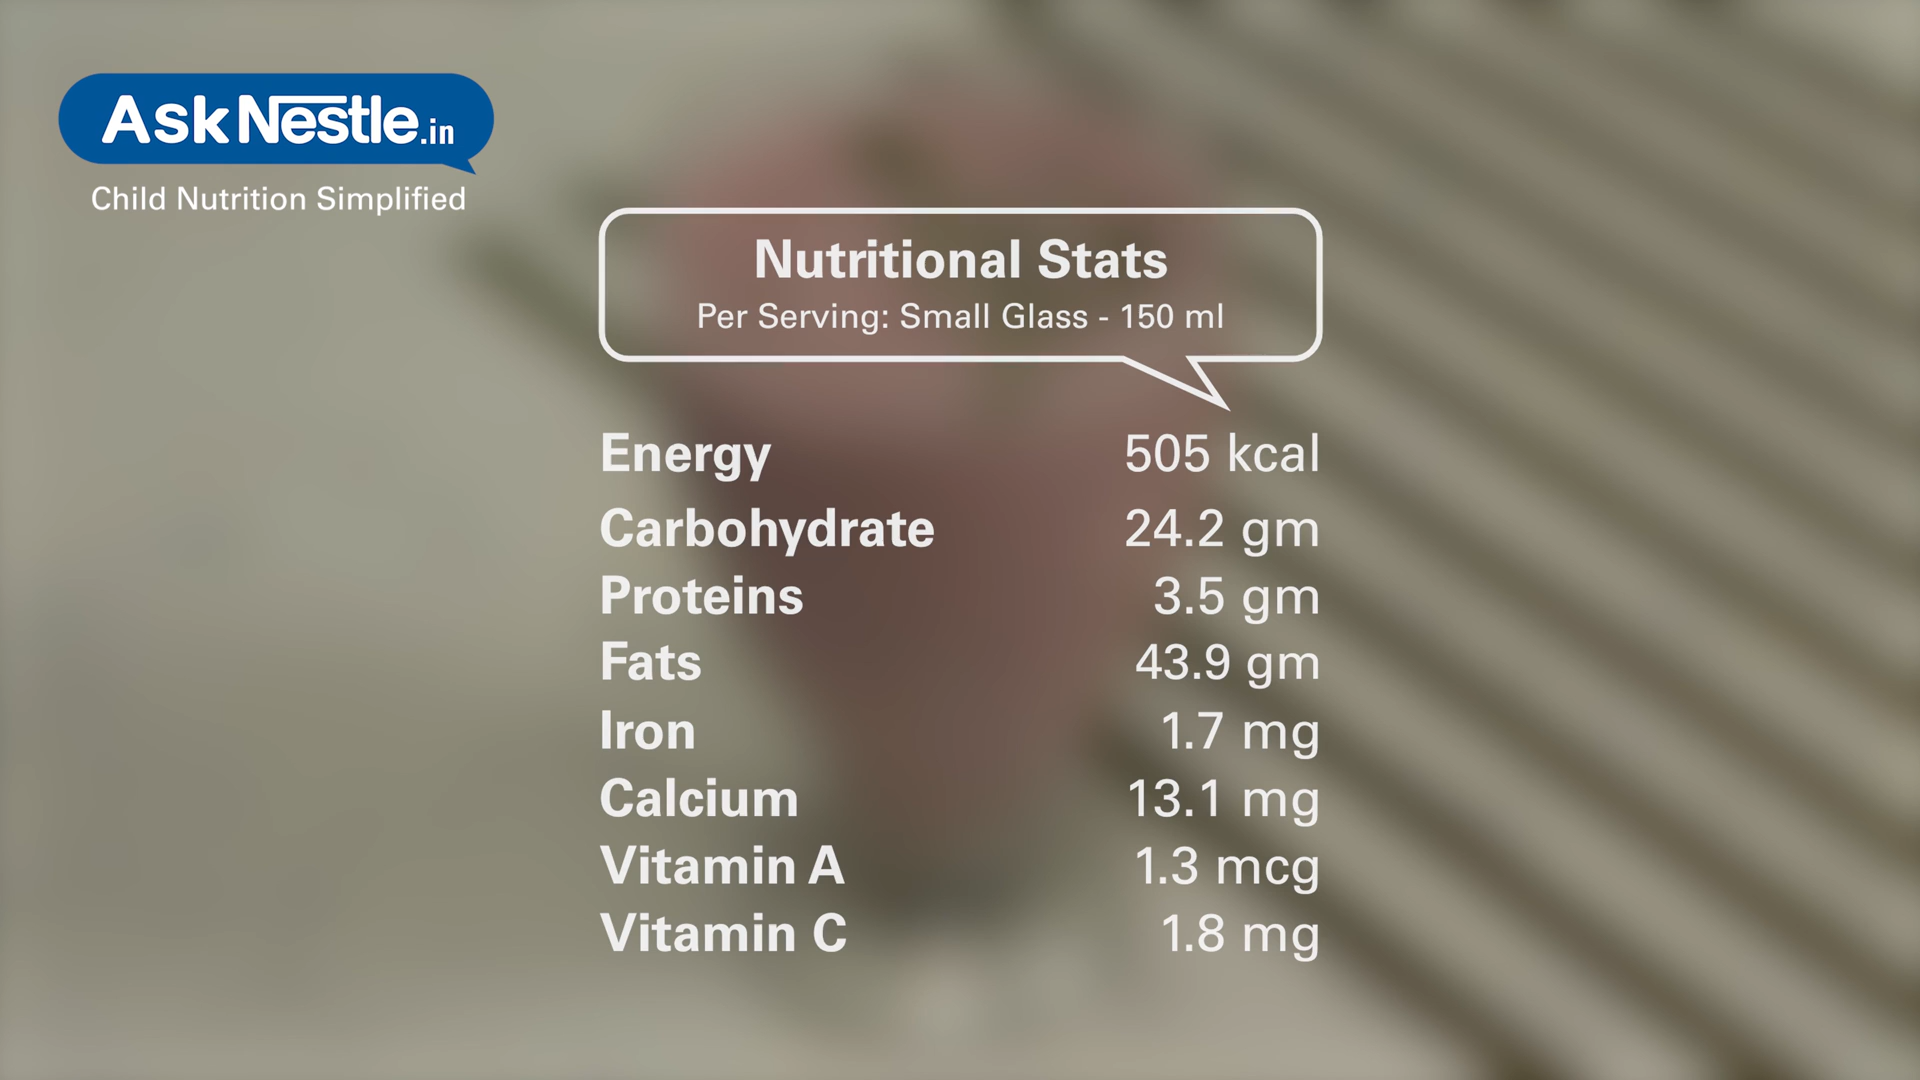 Ask Nestle.in
Child Nutrition Simplified
Nutritional Stats
Per Serving: Small Glass - 150 ml
Energy 505 kcal
Carbohydrate 24.2 gm
Proteins 3.5 gm
Fats 43.9 gm
Iron 1.7 mg
Calcium 13.1 mg
Vitamin A 1.3 mcg
Vitamin C 1.8 mg